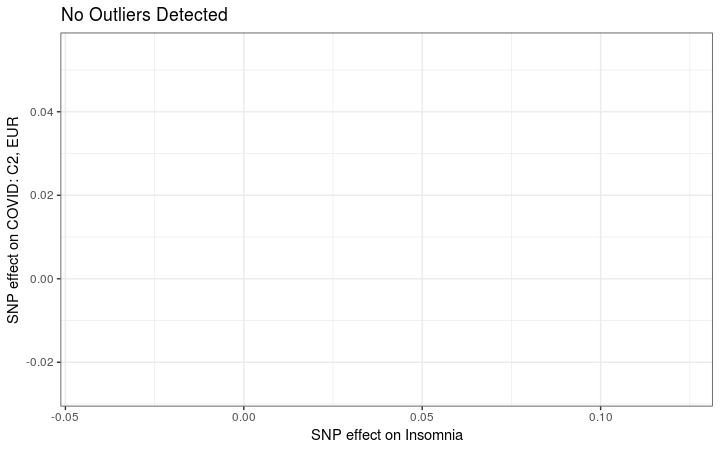 No Outliers Detected
SNP effect on COVID: C2, EUR
0.04
0.02
0.00
-0.02
-0.05
0.00
0.05
0.10
SNP effect on Insomnia